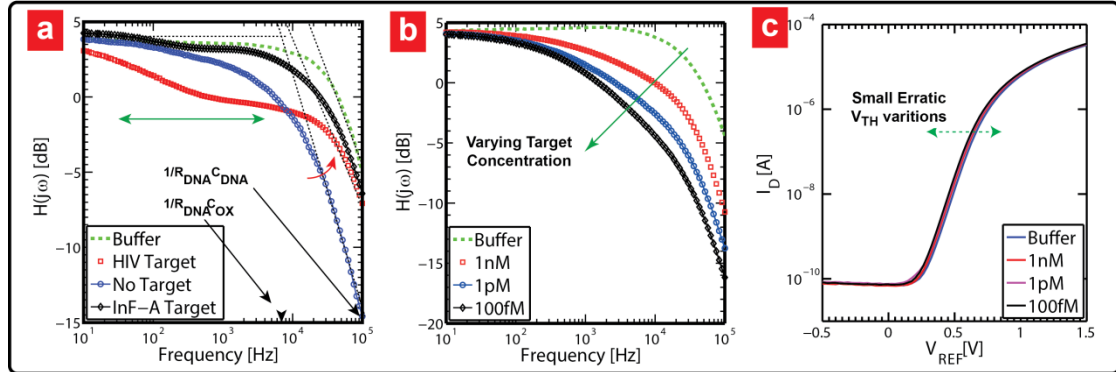 a
5
0
−5
−10
−15
H(jω) [dB]
1/R_DNA C_DNA
1/R_DNA C_OX
Buffer
HIV Target
No Target
InF−A Target
10^1
10^2
10^3
10^4
10^5
Frequency [Hz]
b
5
0
−5
−10
−15
−20
H(jω) [dB]
Varying Target
Concentration
Buffer
1nM
1pM
100fM
10^1
10^2
10^3
10^4
10^5
Frequency [Hz]
c
10^−4
10^−6
10^−8
10^−10
I_D [A]
Small Erratic
V_TH varitions
Buffer
1nM
1pM
100fM
-0.5
0
0.5
1
1.5
V_REF[V]